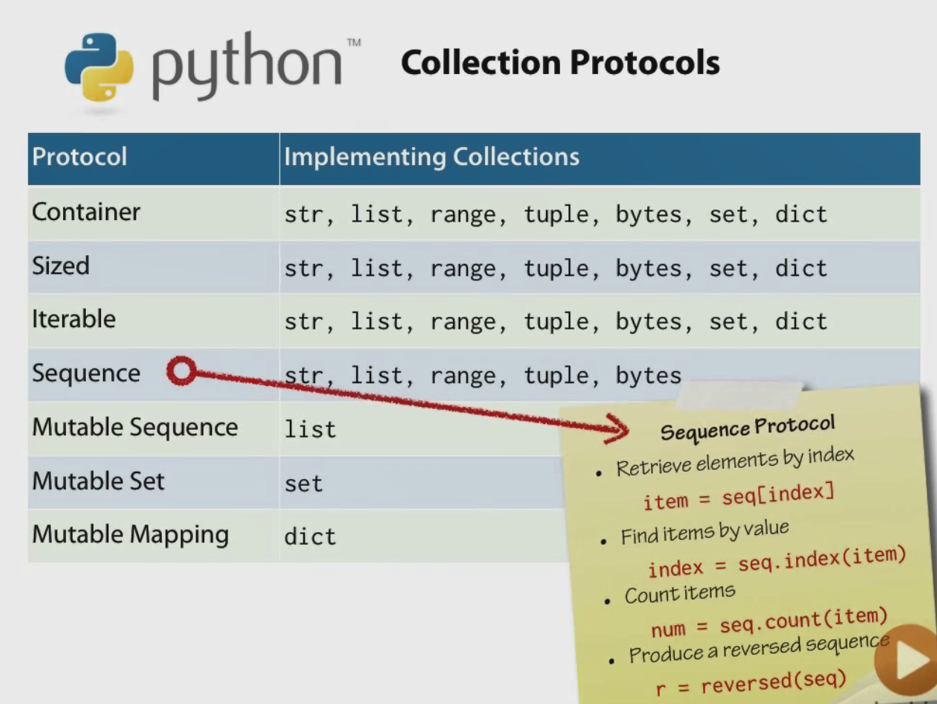 python™ Collection Protocols
Protocol Implementing Collections
Container str, list, range, tuple, bytes, set, dict
Sized str, list, range, tuple, bytes, set, dict
Iterable str, list, range, tuple, bytes, set, dict
Sequence str, list, range, tuple, bytes
Mutable Sequence list
Mutable Set set
Mutable Mapping dict
Sequence Protocol
• Retrieve elements by index
item = seq[index]
• Find items by value
index = seq.index(item)
• Count items
num = seq.count(item)
• Produce a reversed sequence
r = reversed(seq)